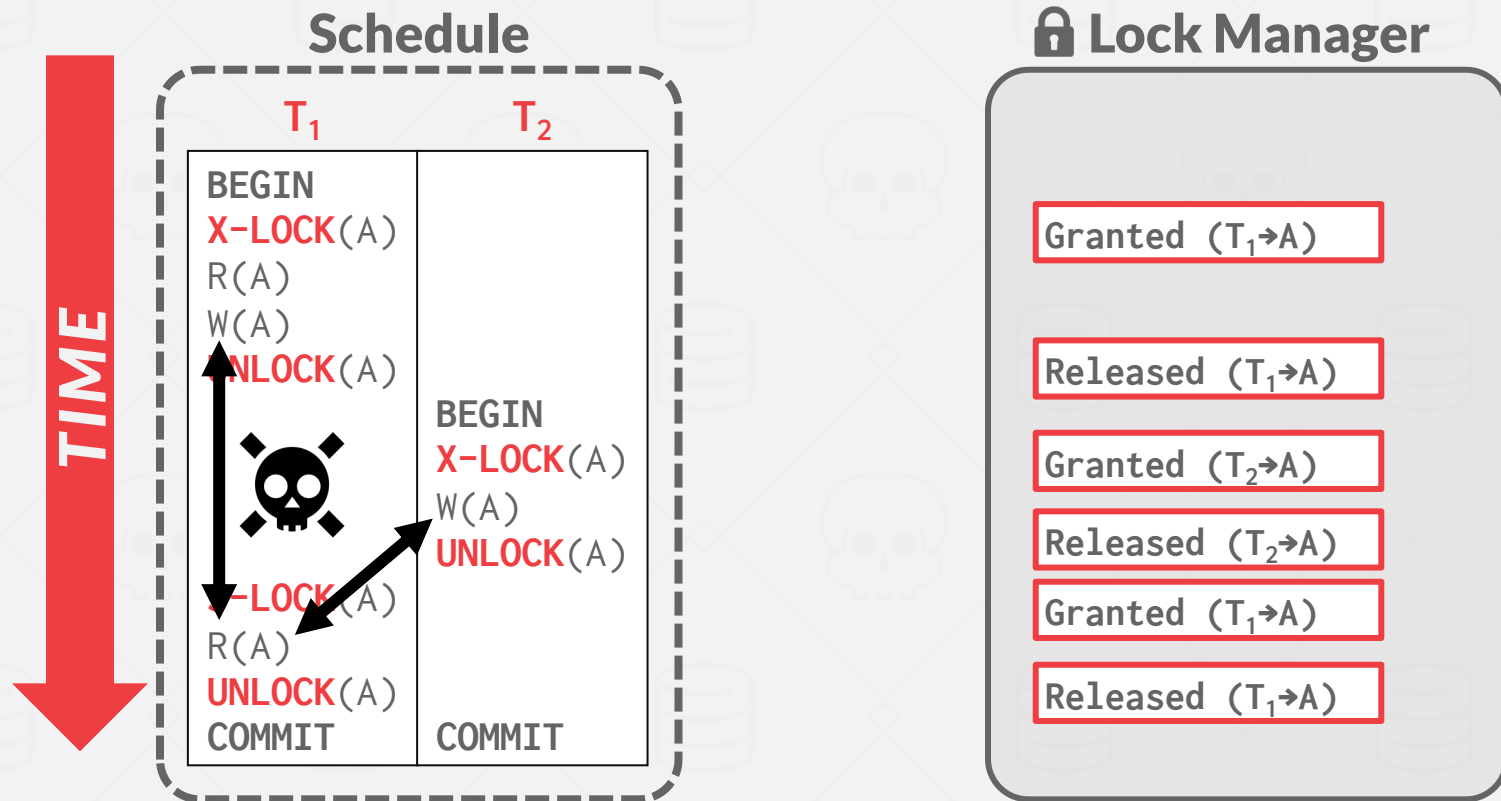 Schedule
Lock Manager
TIME
T₁
T₂
BEGIN
X-LOCK(A)
R(A)
W(A)
UNLOCK(A)
BEGIN
X-LOCK(A)
W(A)
UNLOCK(A)
S-LOCK(A)
R(A)
UNLOCK(A)
COMMIT
COMMIT
Granted (T₁→A)
Released (T₁→A)
Granted (T₂→A)
Released (T₂→A)
Granted (T₁→A)
Released (T₁→A)